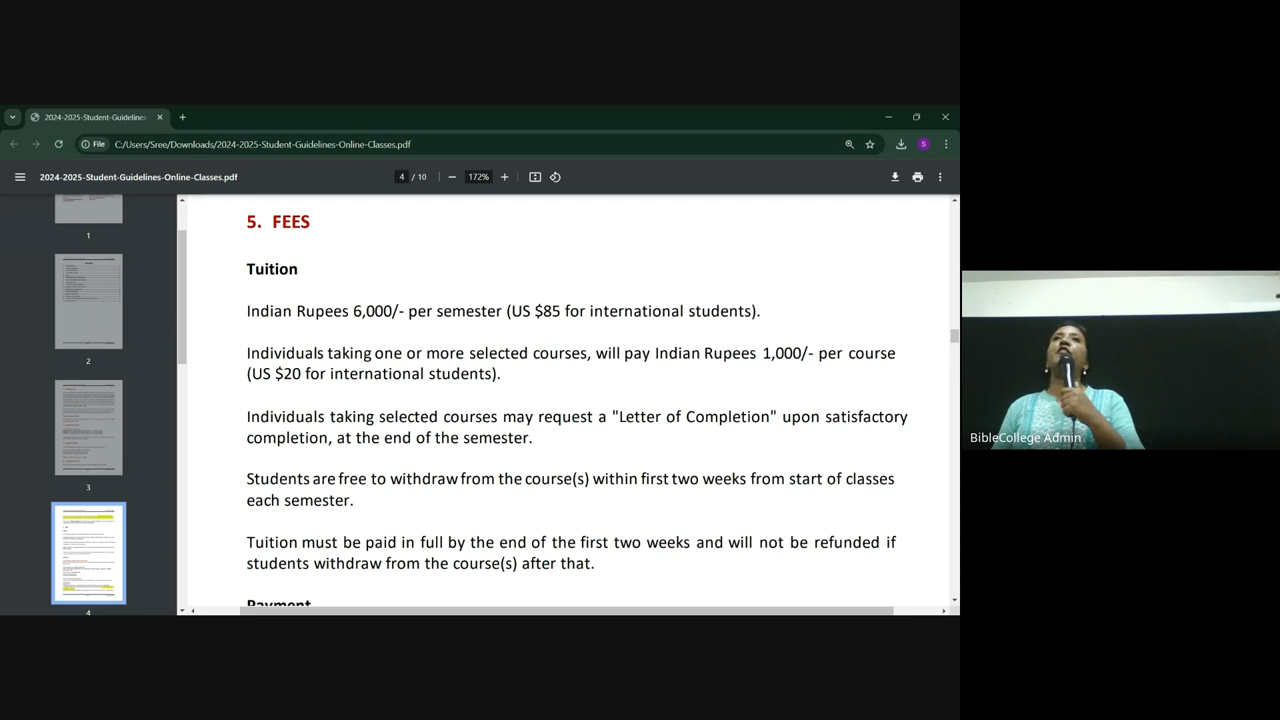 2024-2025-Student-Guidelines-
File
C:/Users/Sree/Downloads/2024-2025-Student-Guidelines-Online-Classes.pdf
S
2024-2025-Student-Guidelines-Online-Classes.pdf
4 / 10
172%
1
2
3
4
5. FEES
Tuition
Indian Rupees 6,000/- per semester (US $85 for international students).
Individuals taking one or more selected courses, will pay Indian Rupees 1,000/- per course
(US $20 for international students).
Individuals taking selected courses may request a "Letter of Completion" upon satisfactory
completion, at the end of the semester.
Students are free to withdraw from the course(s) within first two weeks from start of classes
each semester.
Tuition must be paid in full by the end of the first two weeks and will not be refunded if
students withdraw from the course(s) after that.
Payment
BibleCollege Admin